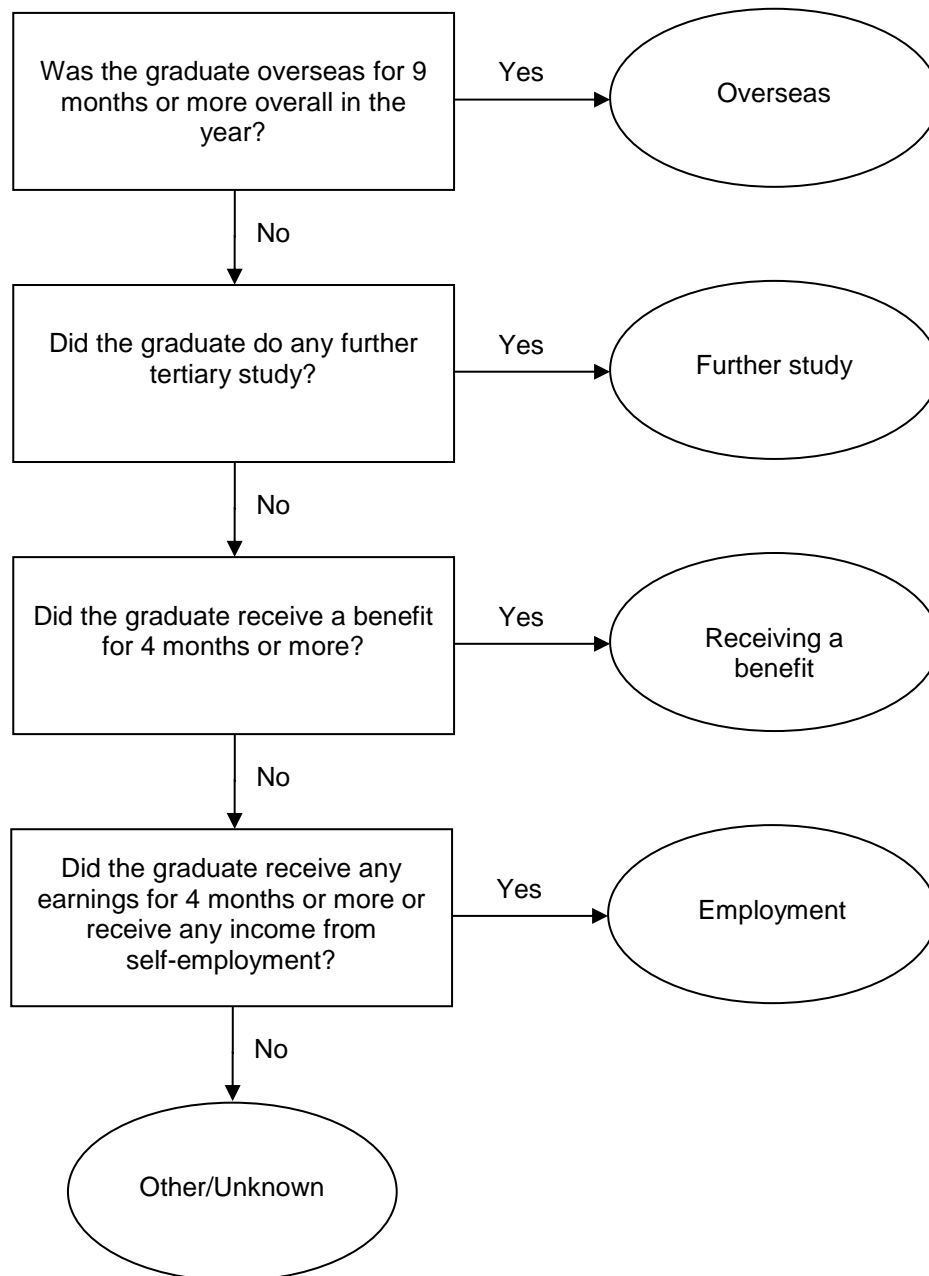 Was the graduate overseas for 9
months or more overall in the
year?
Yes
Overseas
No
Did the graduate do any further
tertiary study?
Yes
Further study
No
Did the graduate receive a benefit
for 4 months or more?
Yes
Receiving a
benefit
No
Did the graduate receive any
earnings for 4 months or more or
receive any income from
self-employment?
Yes
Employment
No
Other/Unknown